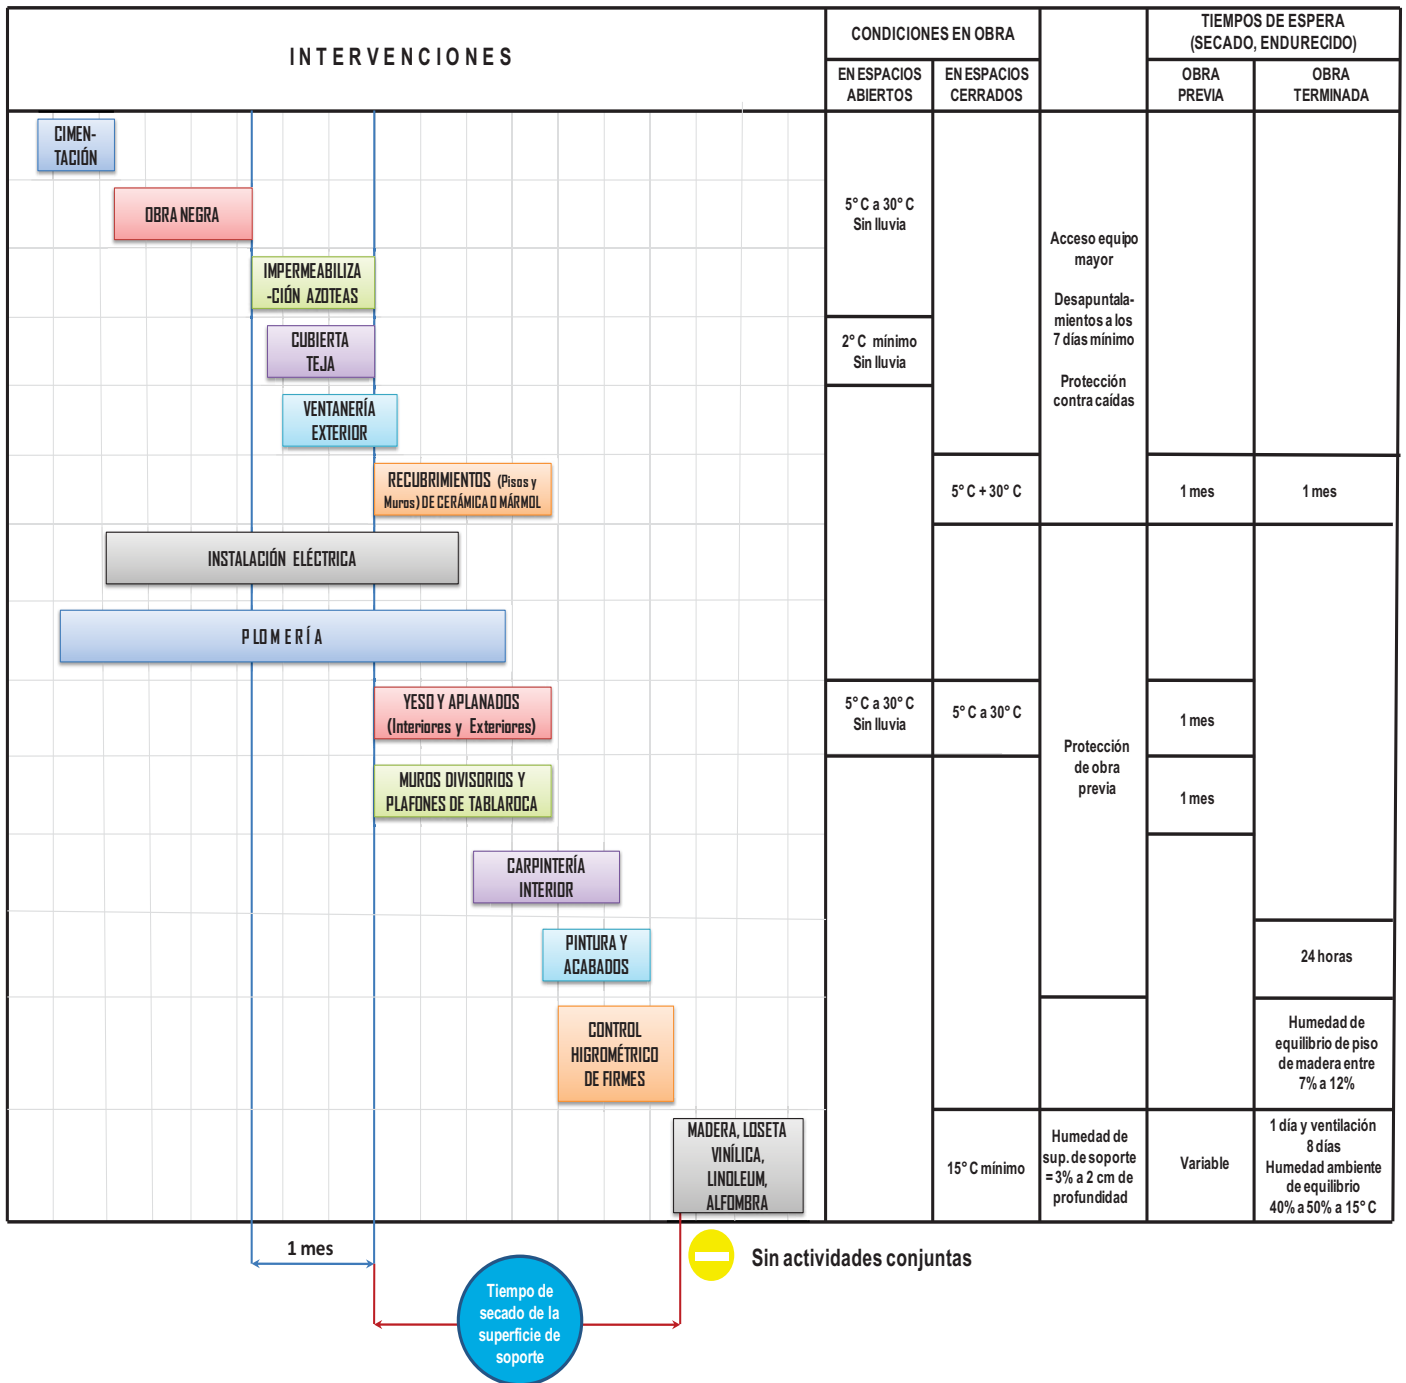 INTERVENCIONES
CONDICIONES EN OBRA
TIEMPOS DE ESPERA
(SECADO, ENDURECIDO)
EN ESPACIOS
ABIERTOS
EN ESPACIOS
CERRADOS
OBRA
PREVIA
OBRA
TERMINADA
CIMEN-
TACIÓN
OBRA NEGRA
5° C a 30° C
Sin lluvia
Acceso equipo
mayor
Desapuntala-
mientos a los
7 días mínimo
Protección
contra caídas
IMPERMEABILIZA
-CIÓN AZOTEAS
CUBIERTA
TEJA
2° C mínimo
Sin lluvia
VENTANERÍA
EXTERIOR
RECUBRIMIENTOS (Pisos y
Muros) DE CERÁMICA O MÁRMOL
5° C + 30° C
1 mes
1 mes
INSTALACIÓN ELÉCTRICA
PLOMERÍA
YESO Y APLANADOS
(Interiores y Exteriores)
5° C a 30° C
Sin lluvia
5° C a 30° C
1 mes
Protección
de obra
previa
MUROS DIVISORIOS Y
PLAFONES DE TABLAROCA
1 mes
CARPINTERÍA
INTERIOR
PINTURA Y
ACABADOS
24 horas
CONTROL
HIGROMÉTRICO
DE FIRMES
Humedad de
equilibrio de piso
de madera entre
7% a 12%
MADERA, LOSETA
VINÍLICA,
LINOLEUM,
ALFOMBRA
15° C mínimo
Humedad de
sup. de soporte
= 3% a 2 cm de
profundidad
Variable
1 día y ventilación
8 días
Humedad ambiente
de equilibrio
40% a 50% a 15° C
1 mes
Sin actividades conjuntas
Tiempo de
secado de la
superficie de
soporte